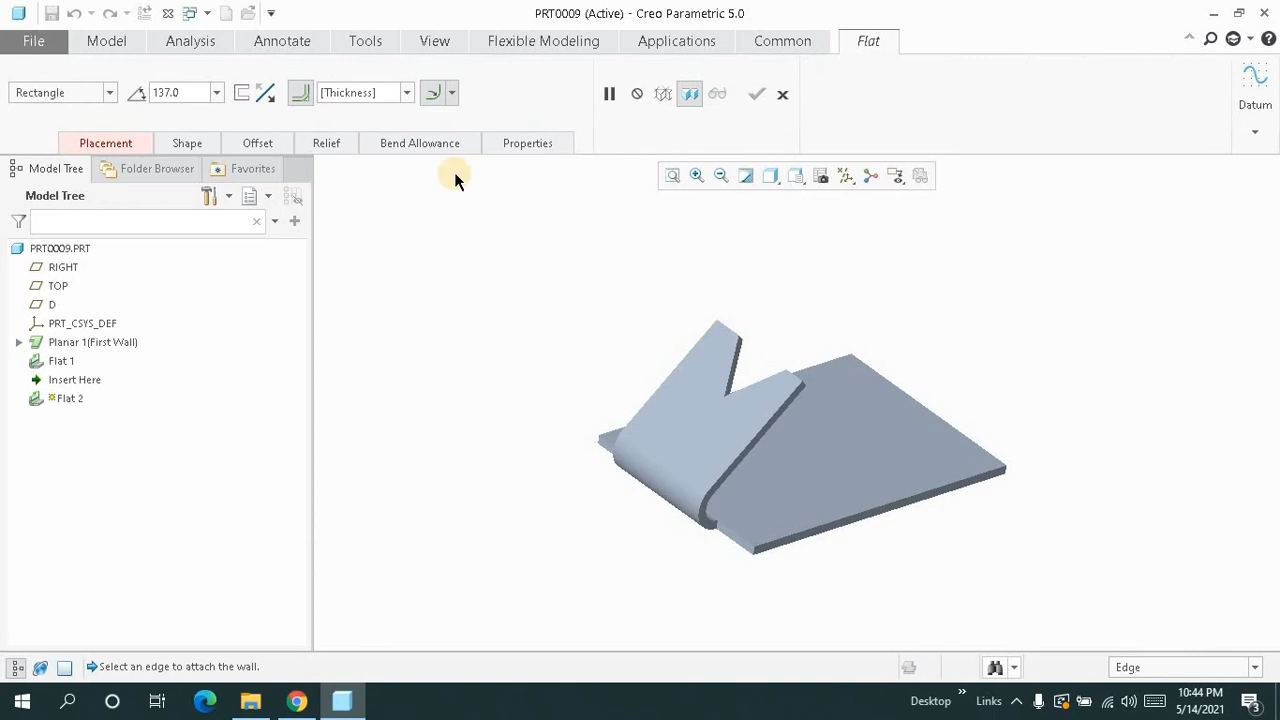 PRT0009 (Active) - Creo Parametric 5.0
File Model Analysis Annotate Tools View Flexible Modeling Applications Common Flat
Rectangle 137.0 [Thickness]
Datum
Placement Shape Offset Relief Bend Allowance Properties
Model Tree Folder Browser Favorites
Model Tree
PRT0009.PRT
RIGHT
TOP
D
PRT_CSYS_DEF
Planar 1(First Wall)
Flat 1
Insert Here
Flat 2
Select an edge to attach the wall.
Edge
Desktop Links 10:44 PM
5/14/2021
3